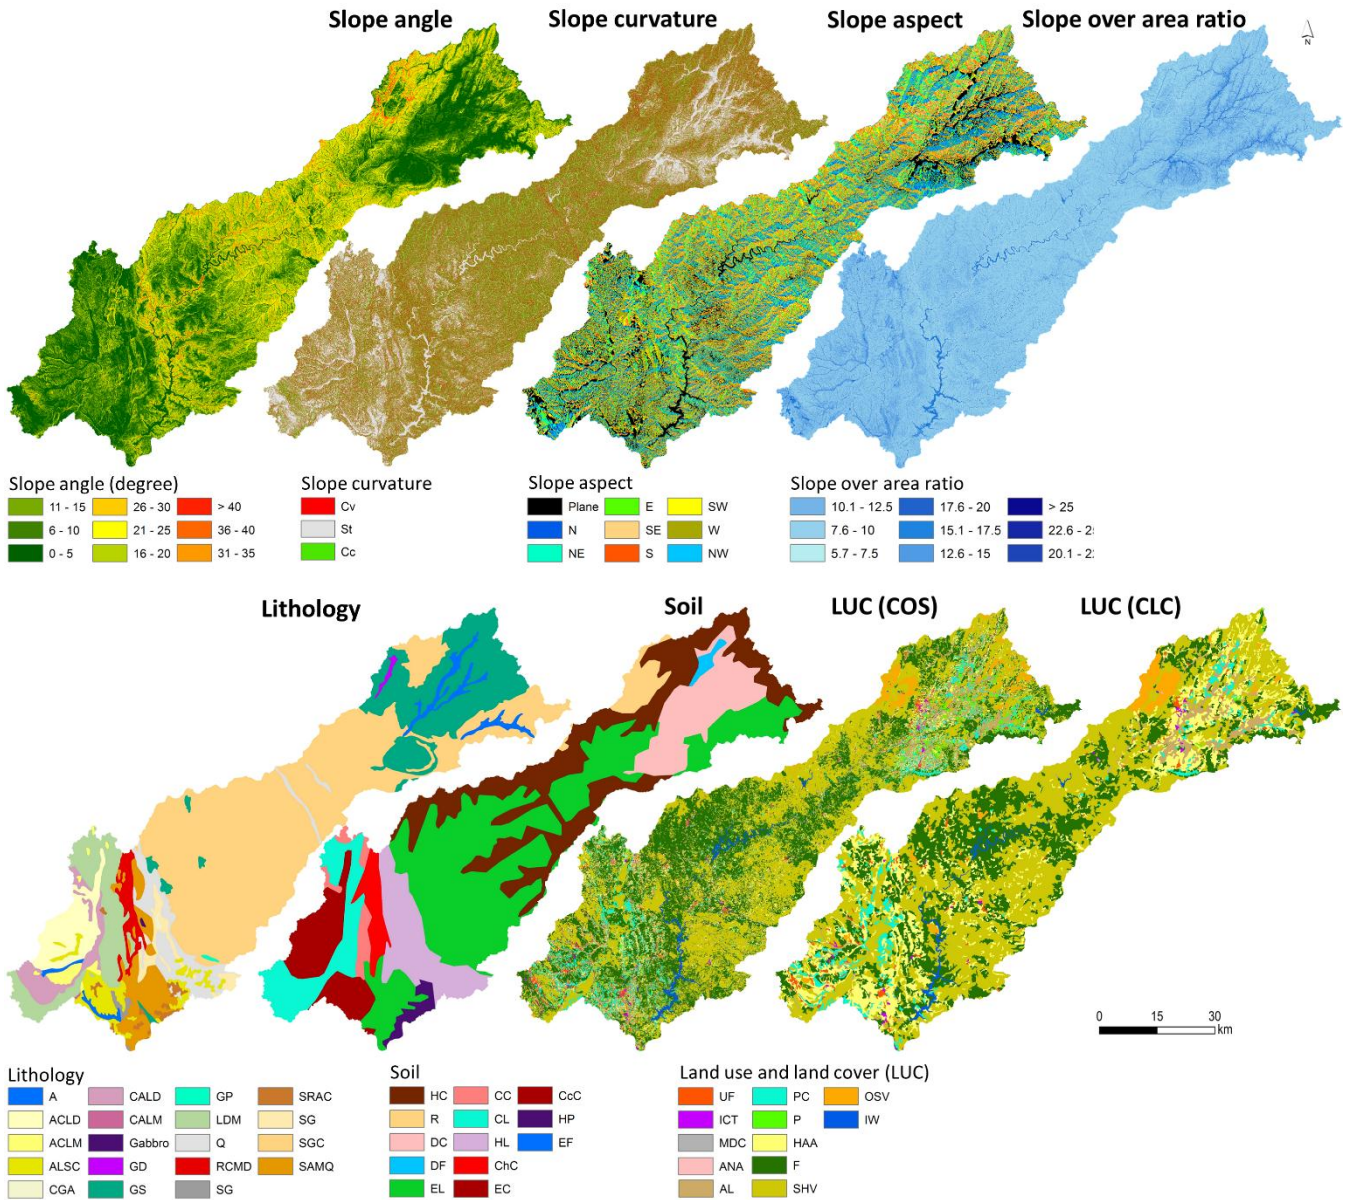 Slope angle
Slope curvature
Slope aspect
Slope over area ratio
N
Slope angle (degree)
11 - 15
26 - 30
> 40
6 - 10
21 - 25
36 - 40
0 - 5
16 - 20
31 - 35
Slope curvature
Cv
St
Cc
Slope aspect
Plane
E
SW
N
SE
W
NE
S
NW
Slope over area ratio
10.1 - 12.5
17.6 - 20
> 25
7.6 - 10
15.1 - 17.5
22.6 -
5.7 - 7.5
12.6 - 15
20.1 -
Lithology
Soil
LUC (COS)
LUC (CLC)
0 15 30
km
Lithology
A
CALD
GP
SRAC
ACLD
CALM
LDM
SG
ACLM
Gabbro
Q
SGC
ALSC
GD
RCMD
SAMQ
CGA
GS
SG
Soil
HC
CC
CcC
R
CL
HP
DC
HL
EF
DF
ChC
EL
EC
Land use and land cover (LUC)
UF
PC
OSV
ICT
P
IW
MDC
HAA
ANA
F
AL
SHV